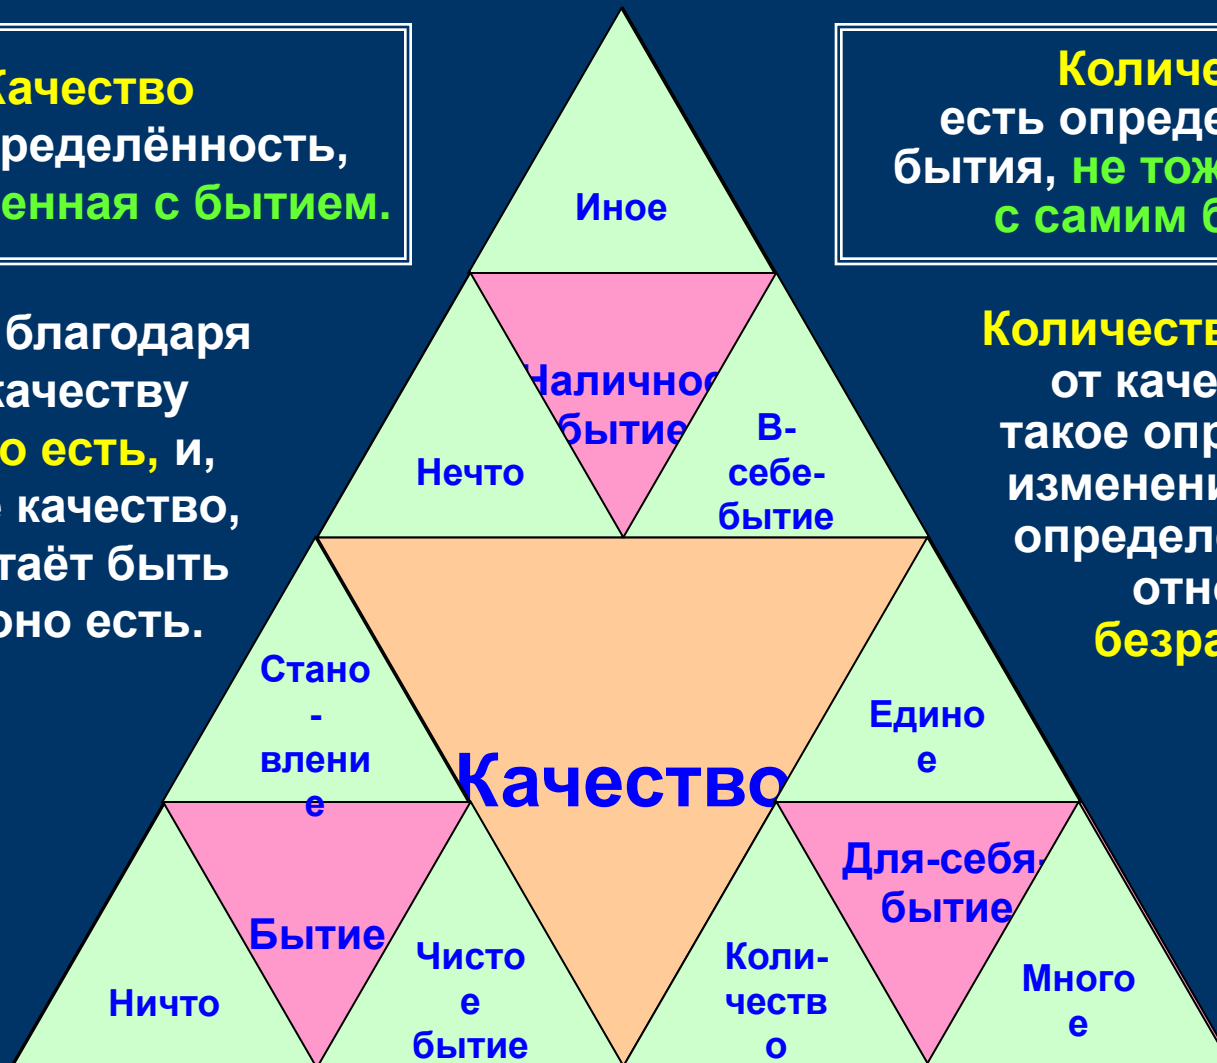 Качество
ределённость,
енная с бытием.
Количе
есть опреде
бытия, не тож
с самим б
благодаря
качеству
о есть, и,
е качество,
таёт быть
оно есть.
Количеств
от каче
такое опр
изменени
определ
отн
безра
Иное
Наличное
бытие
Нечто
В-
себе-
бытие
Стано
-
влени
е
Качество
Едино
е
Бытие
Для-себя-
бытие
Ничто
Чисто
е
бытие
Коли-
честв
о
Много
е